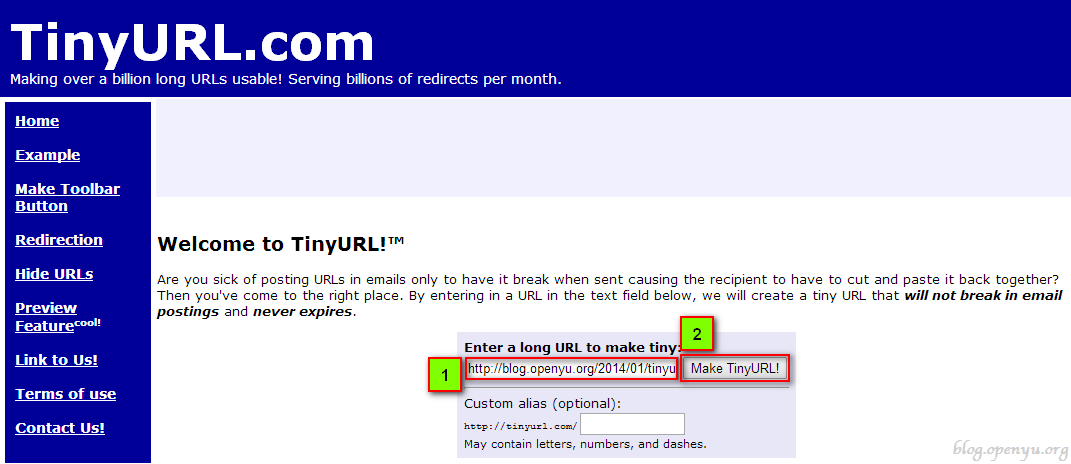 TinyURL.com
Making over a billion long URLs usable! Serving billions of redirects per month.
Home
Example
Make Toolbar
Button
Redirection
Hide URLs
Preview
Feature cool!
Link to Us!
Terms of use
Contact Us!
Welcome to TinyURL!™
Are you sick of posting URLs in emails only to have it break when sent causing the recipient to have to cut and paste it back together?
Then you've come to the right place. By entering in a URL in the text field below, we will create a tiny URL that will not break in email
postings and never expires.
2
Enter a long URL to make tiny:
1 http://blog.openyu.org/2014/01/tinyu Make TinyURL!
Custom alias (optional):
http://tinyurl.com/
May contain letters, numbers, and dashes.
blog.openyu.org